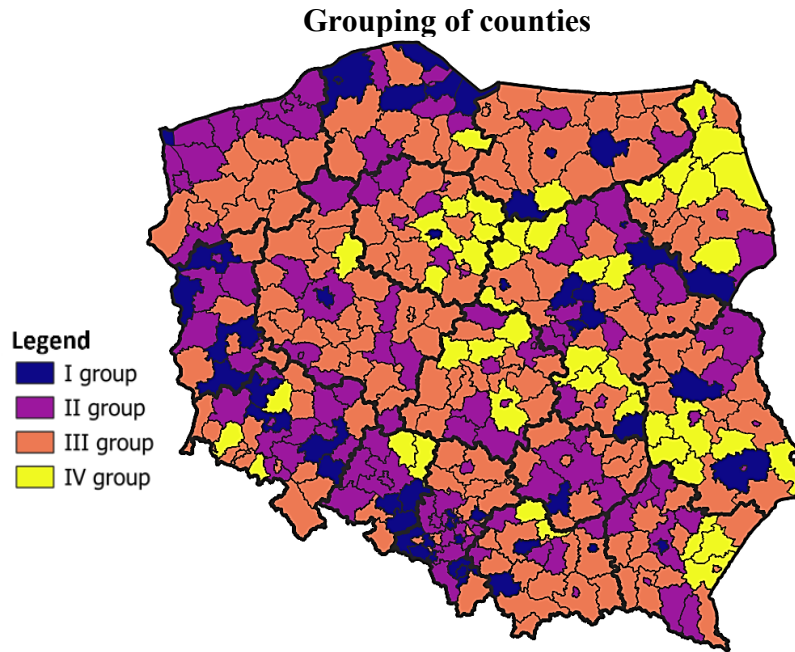 Grouping of counties
Legend
I group
II group
III group
IV group